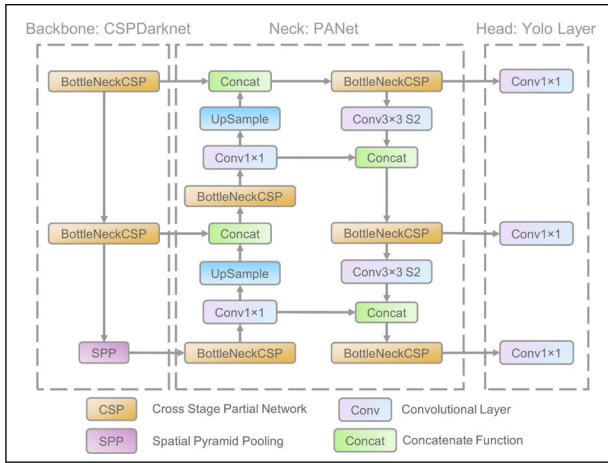 Backbone: CSPDarknet Neck: PANet Head: Yolo Layer
BottleNeckCSP Concat BottleNeckCSP Conv1×1
UpSample Conv3×3 S2
Conv1×1 Concat
BottleNeckCSP
BottleNeckCSP Concat BottleNeckCSP Conv1×1
UpSample Conv3×3 S2
Conv1×1 Concat
SPP BottleNeckCSP BottleNeckCSP Conv1×1
CSP Cross Stage Partial Network Conv Convolutional Layer
SPP Spatial Pyramid Pooling Concat Concatenate Function